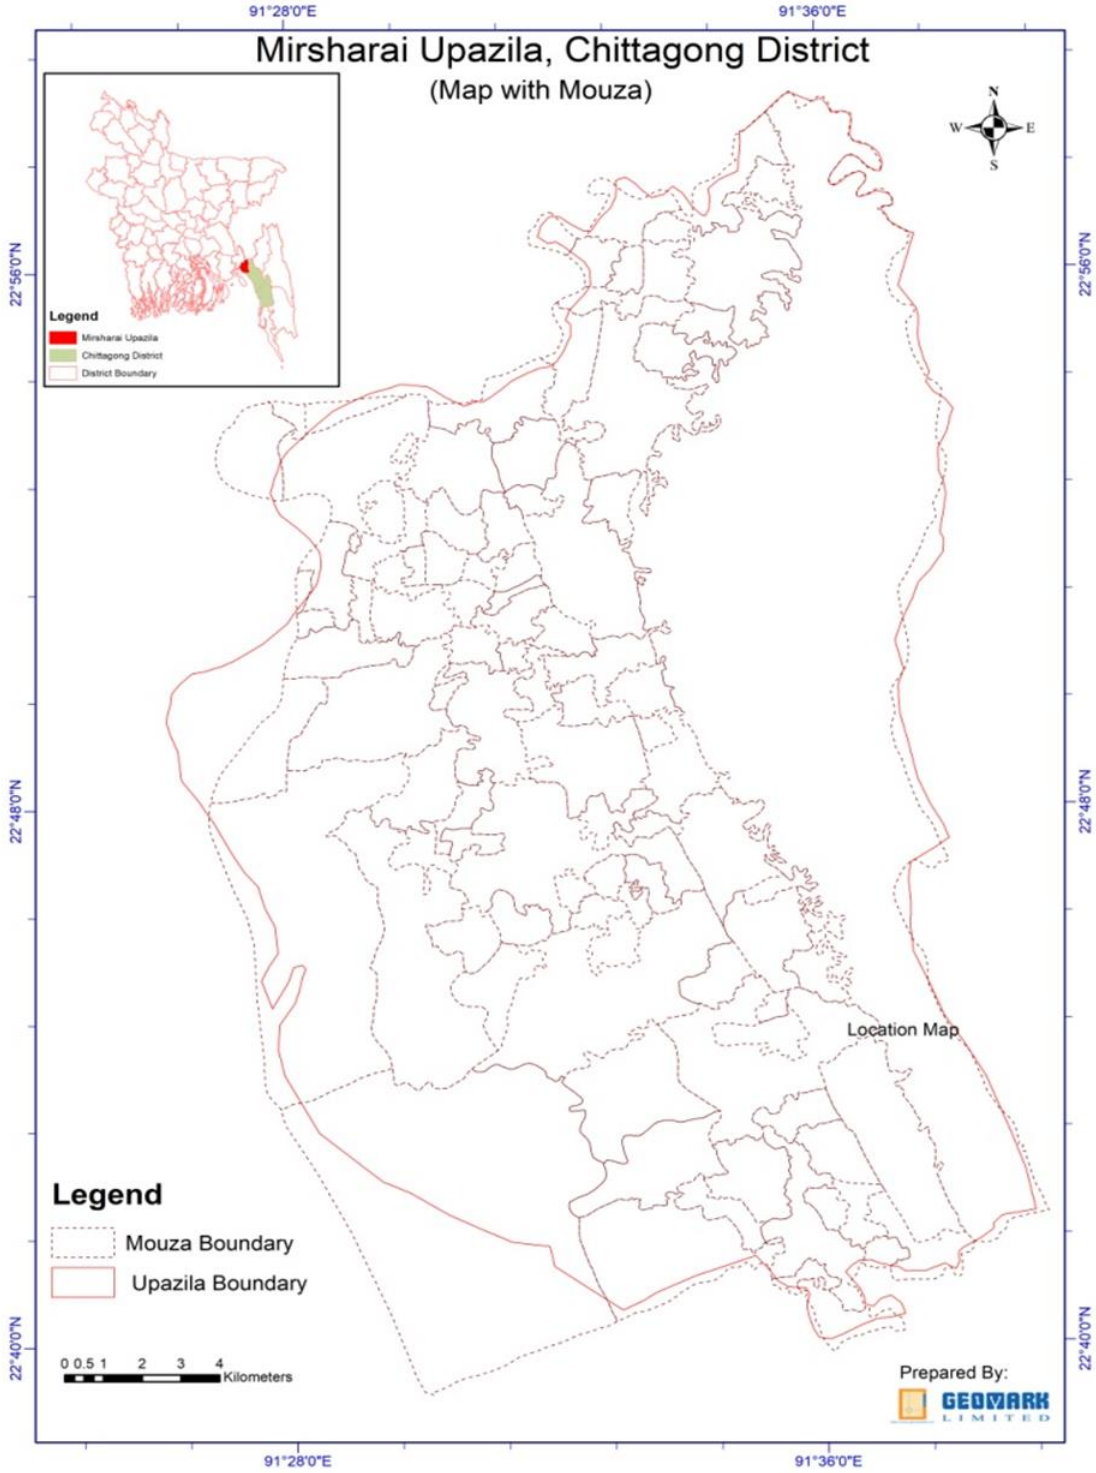 91°28'0"E
91°36'0"E
Mirsharai Upazila, Chittagong District
(Map with Mouza)
N
W
E
S
22°56'0"N
22°56'0"N
Legend
Mirsharai Upazila
Chittagong District
District Boundary
22°48'0"N
22°48'0"N
Location Map
Legend
Mouza Boundary
Upazila Boundary
22°40'0"N
22°40'0"N
0 0.5 1 2 3 4
Kilometers
Prepared By:
GEOMARK
LIMITED
91°28'0"E
91°36'0"E